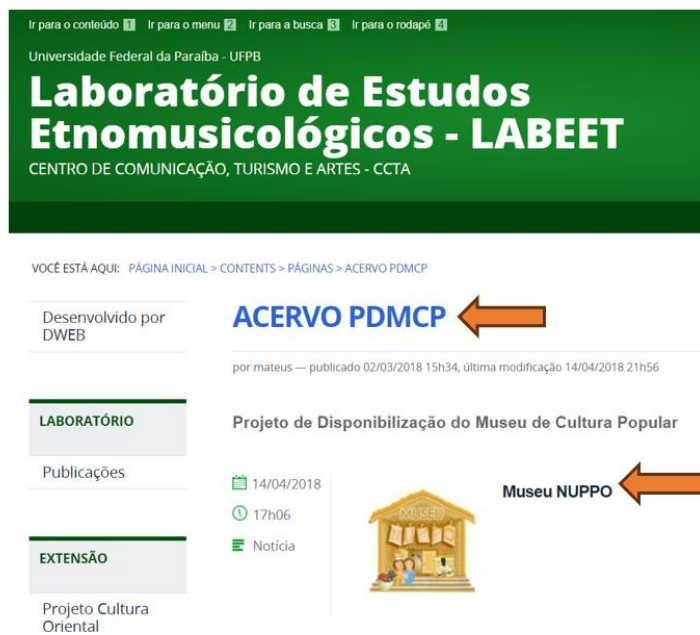 Ir para o conteúdo 1 Ir para o menu 2 Ir para a busca 3 Ir para o rodapé 4
Universidade Federal da Paraíba - UFPB
Laboratório de Estudos
Etnomusicológicos - LABEET
CENTRO DE COMUNICAÇÃO, TURISMO E ARTES - CCTA
VOCÊ ESTÁ AQUI: PÁGINA INICIAL > CONTENTS > PÁGINAS > ACERVO PDMCP
Desenvolvido por
DWEB
ACERVO PDMCP
por mateus — publicado 02/03/2018 15h34, última modificação 14/04/2018 21h56
LABORATÓRIO
Projeto de Disponibilização do Museu de Cultura Popular
Publicações
14/04/2018
17h06
Notícia
MUSEU
Museu NUPPO
EXTENSÃO
Projeto Cultura
Oriental